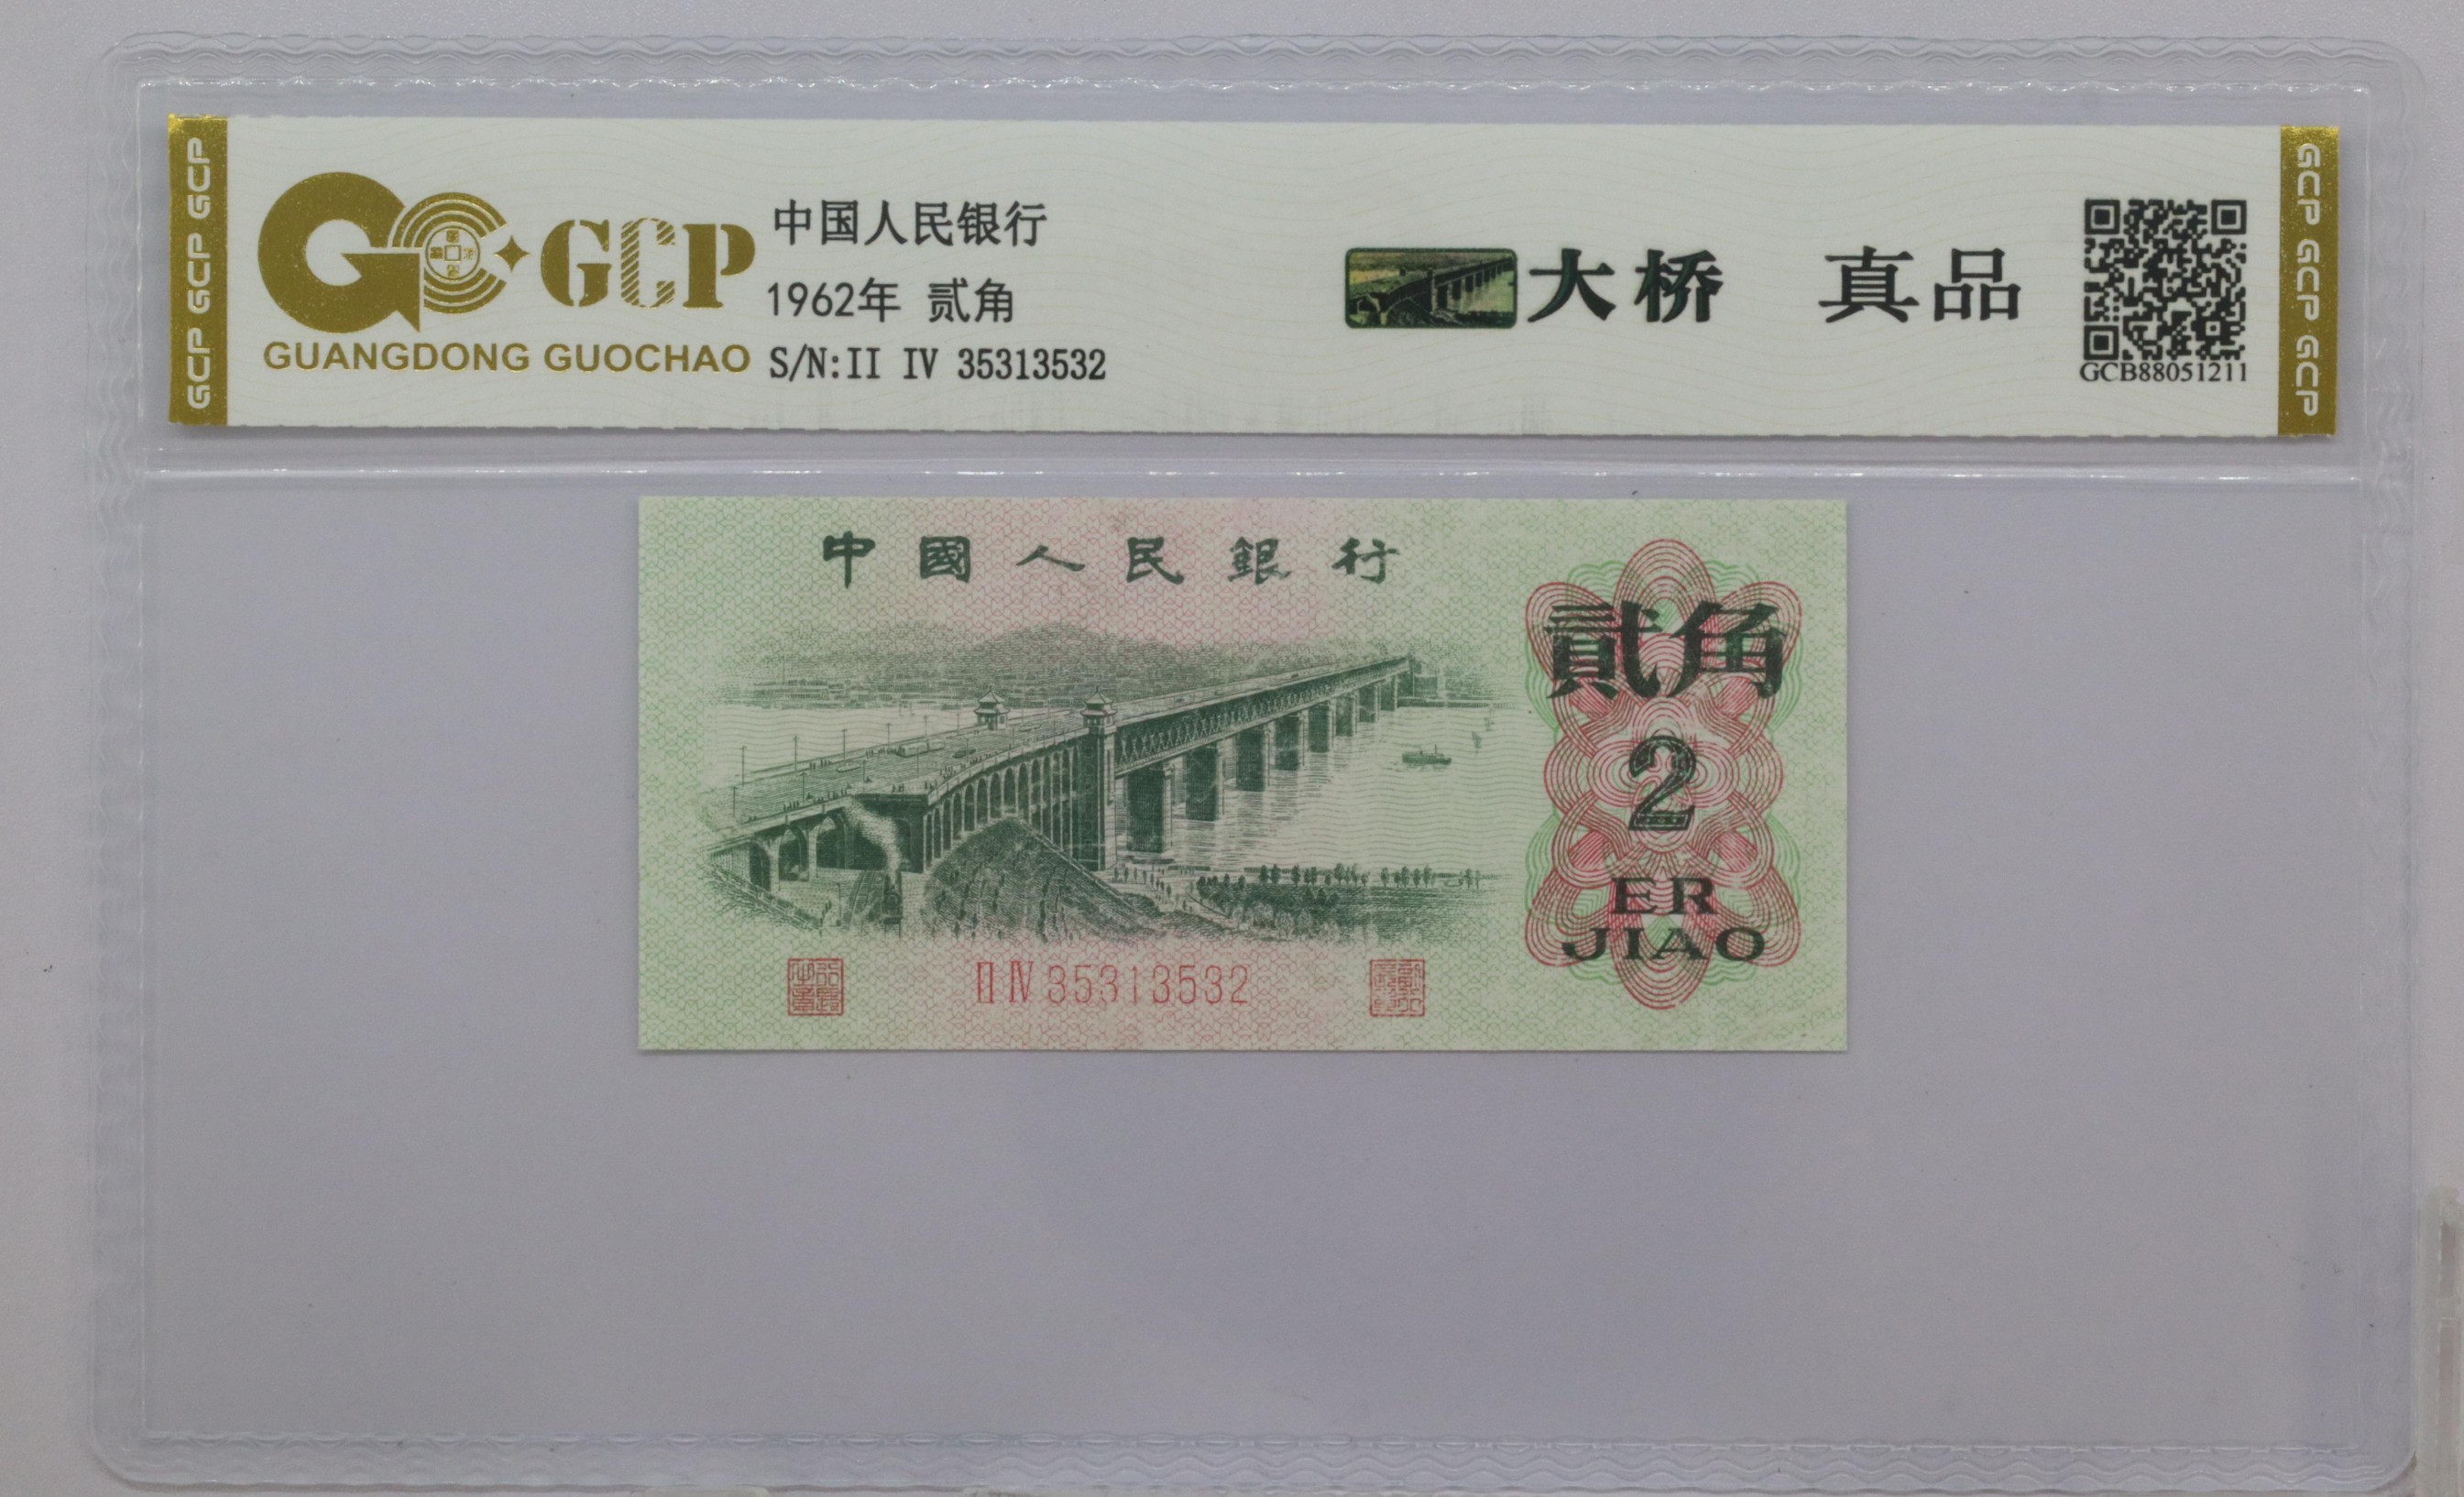 GCP GCP GCP
GCP
GUANGDONG GUOCHAO
中国人民银行
1962年 贰角
S/N:II IV 35313532
大桥 真品
GCB88051211
GCP GCP GCP
中國人民銀行
貳角
2
ER
JIAO
II IV 35313532